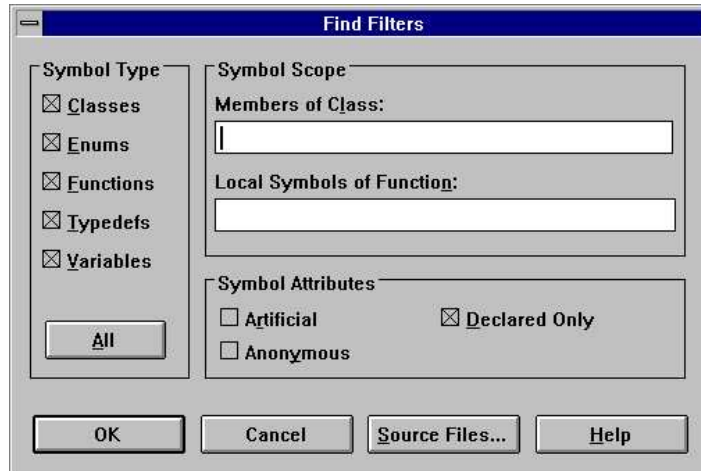 Find Filters
Symbol Type
Classes
Enums
Functions
Typedefs
Variables
All
Symbol Scope
Members of Class:
Local Symbols of Function:
Symbol Attributes
Artificial
Declared Only
Anonymous
OK
Cancel
Source Files...
Help